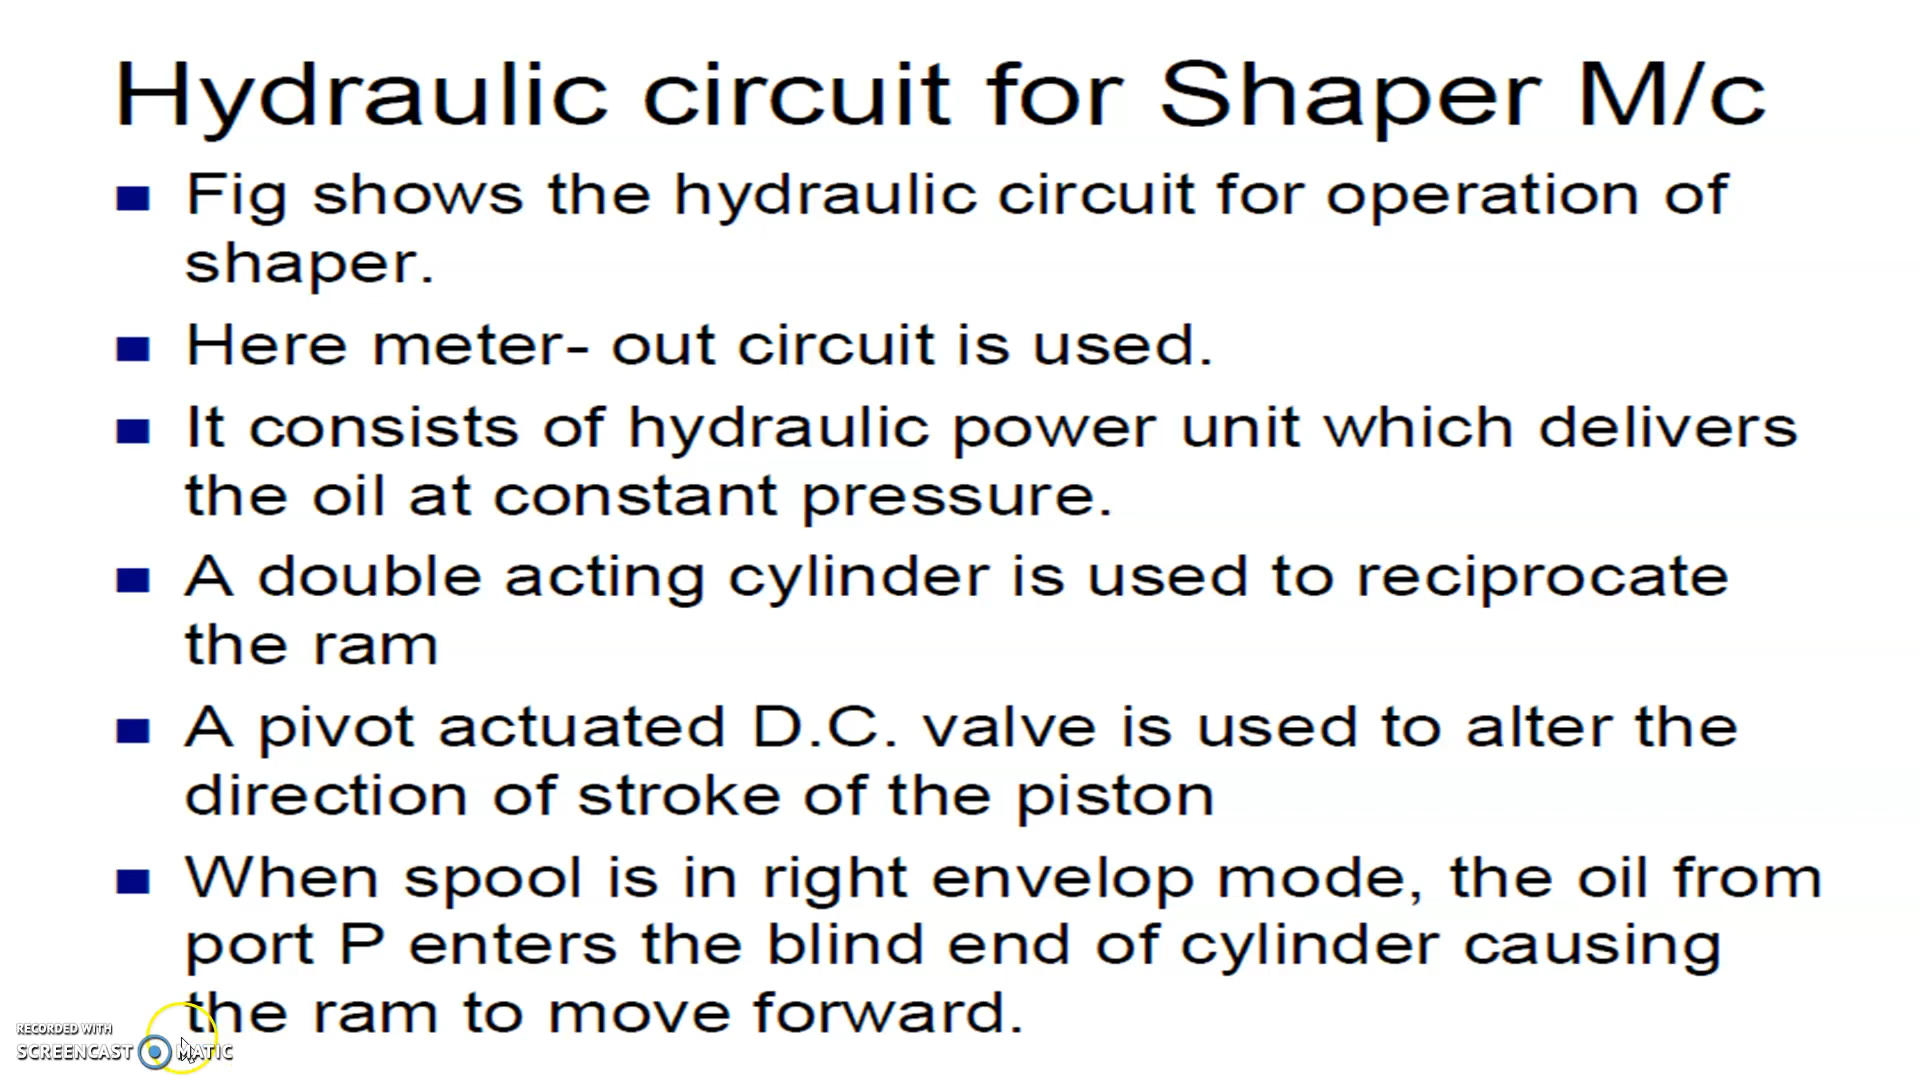 Hydraulic circuit for Shaper M/c
Fig shows the hydraulic circuit for operation of
shaper.
Here meter- out circuit is used.
It consists of hydraulic power unit which delivers
the oil at constant pressure.
A double acting cylinder is used to reciprocate
the ram
A pivot actuated D.C. valve is used to alter the
direction of stroke of the piston
When spool is in right envelop mode, the oil from
port P enters the blind end of cylinder causing
the ram to move forward.
RECORDED WITH
SCREENCAST MATIC